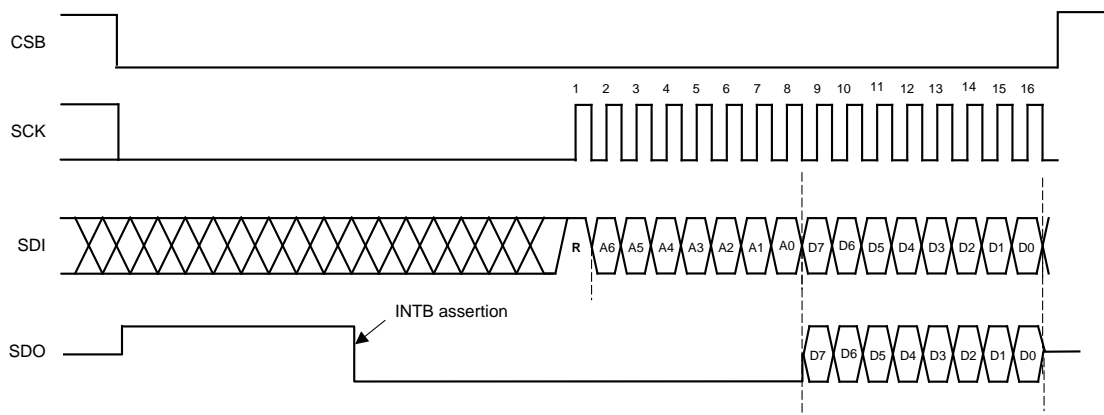 CSB
1 2 3 4 5 6 7 8 9 10 11 12 13 14 15 16
SCK
SDI R A6 A5 A4 A3 A2 A1 A0 D7 D6 D5 D4 D3 D2 D1 D0
INTB assertion
SDO D7 D6 D5 D4 D3 D2 D1 D0